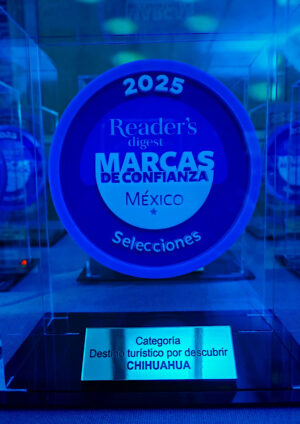 2025
Reader's
digest
MARCAS
DE CONFIANZA
MÉXICO
Selecciones
Categoría
Destino turístico por descubrir
CHIHUAHUA